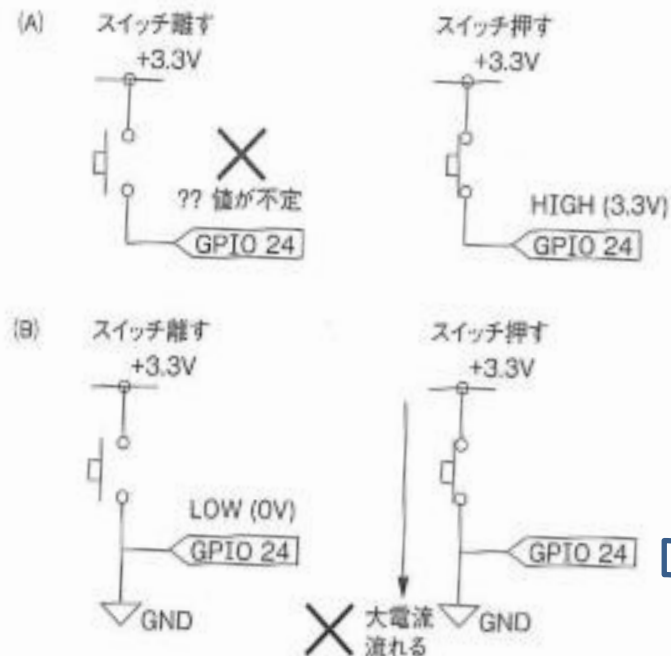 (A) スイッチ離す スイッチ押す
+3.3V +3.3V
?? 値が不定 HIGH (3.3V)
GPIO 24 GPIO 24
(B) スイッチ離す スイッチ押す
+3.3V +3.3V
LOW (0V)
GPIO 24 GPIO 24
GND 大電流 GND
流れる